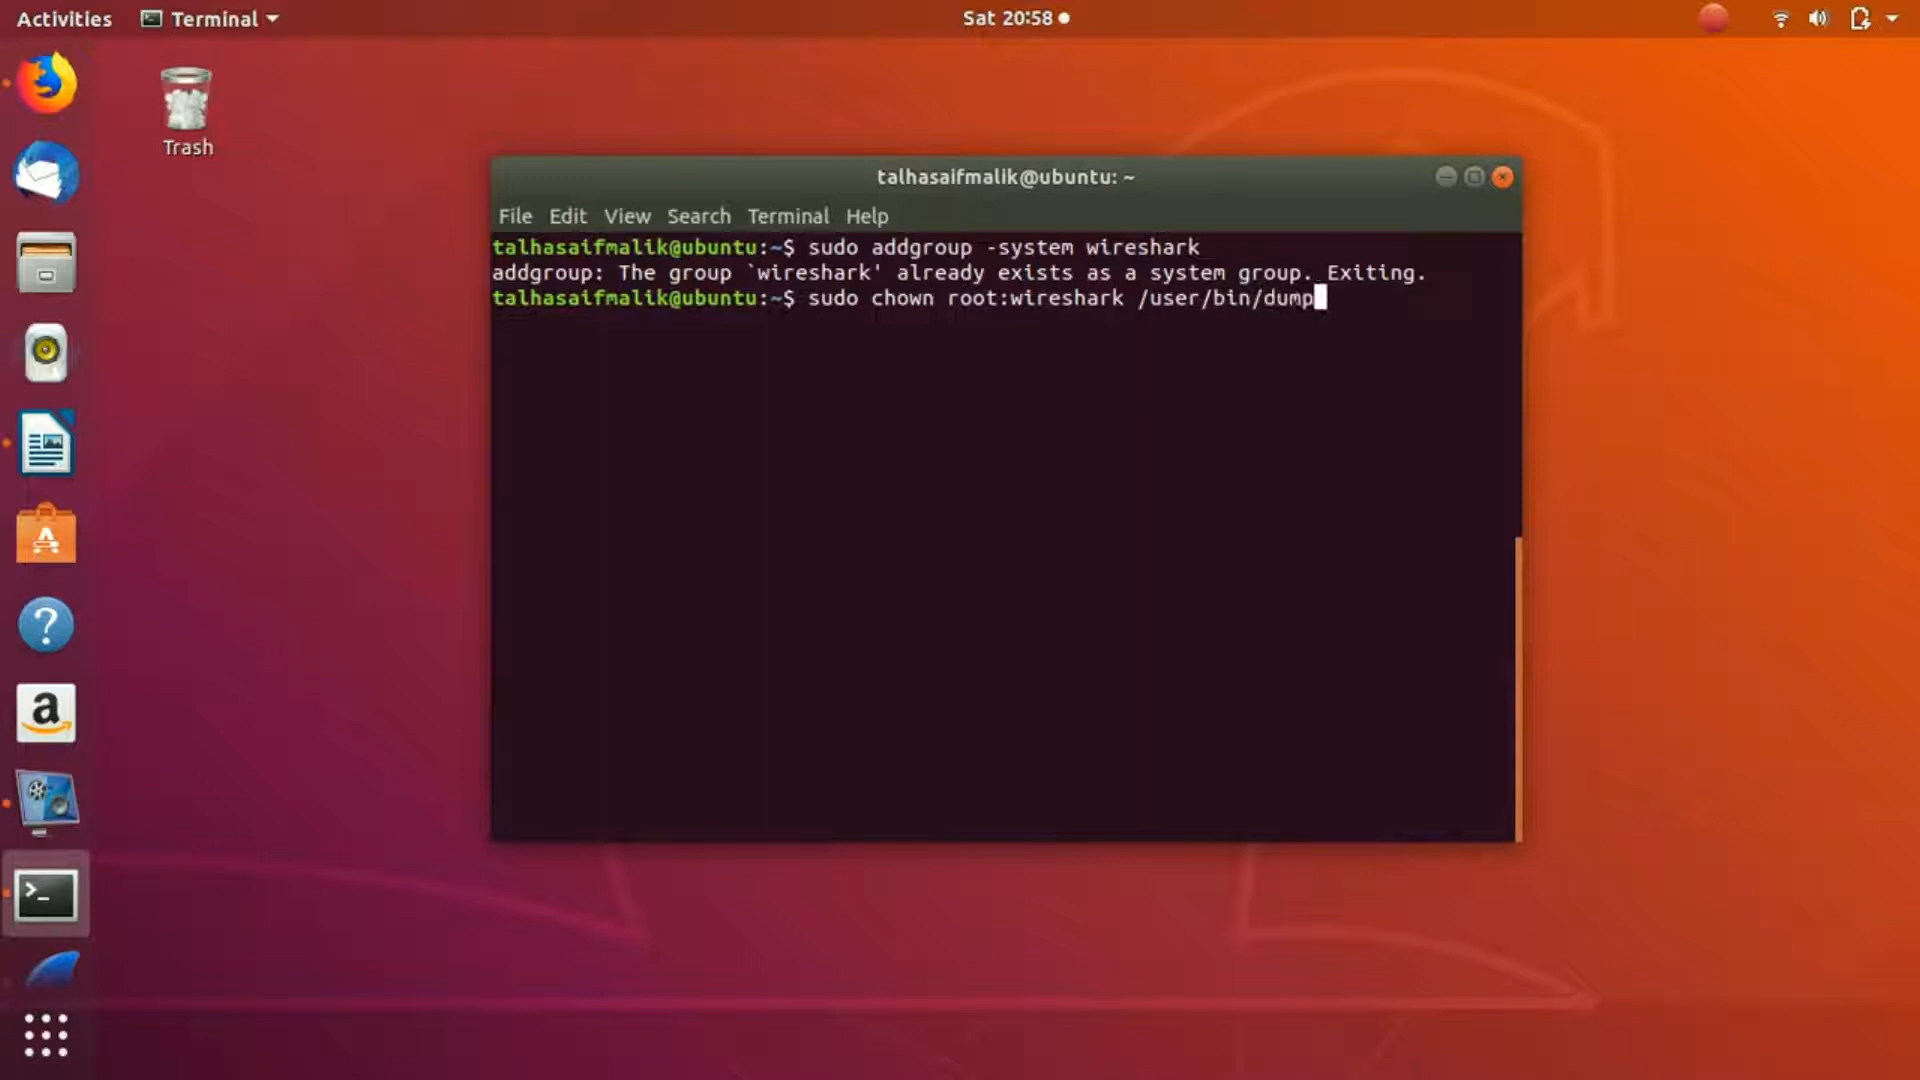 Activities Terminal Sat 20:58
Trash
talhasaifmalik@ubuntu: ~
File Edit View Search Terminal Help
talhasaifmalik@ubuntu:~$ sudo addgroup -system wireshark
addgroup: The group `wireshark' already exists as a system group. Exiting.
talhasaifmalik@ubuntu:~$ sudo chown root:wireshark /user/bin/dump